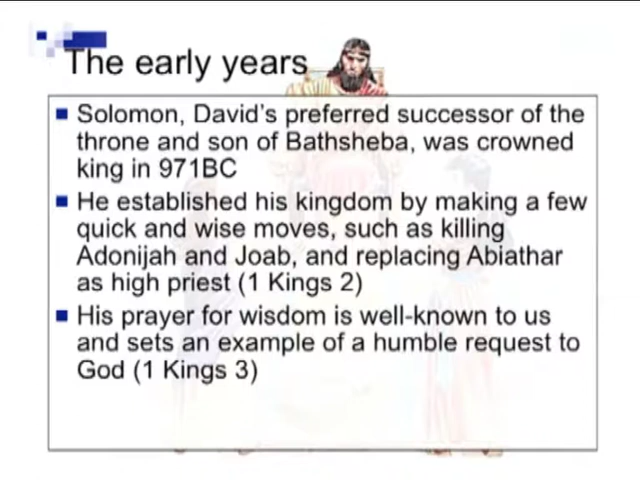 The early years
Solomon, David's preferred successor of the
throne and son of Bathsheba, was crowned
king in 971BC
He established his kingdom by making a few
quick and wise moves, such as killing
Adonijah and Joab, and replacing Abiathar
as high priest (1 Kings 2)
His prayer for wisdom is well-known to us
and sets an example of a humble request to
God (1 Kings 3)